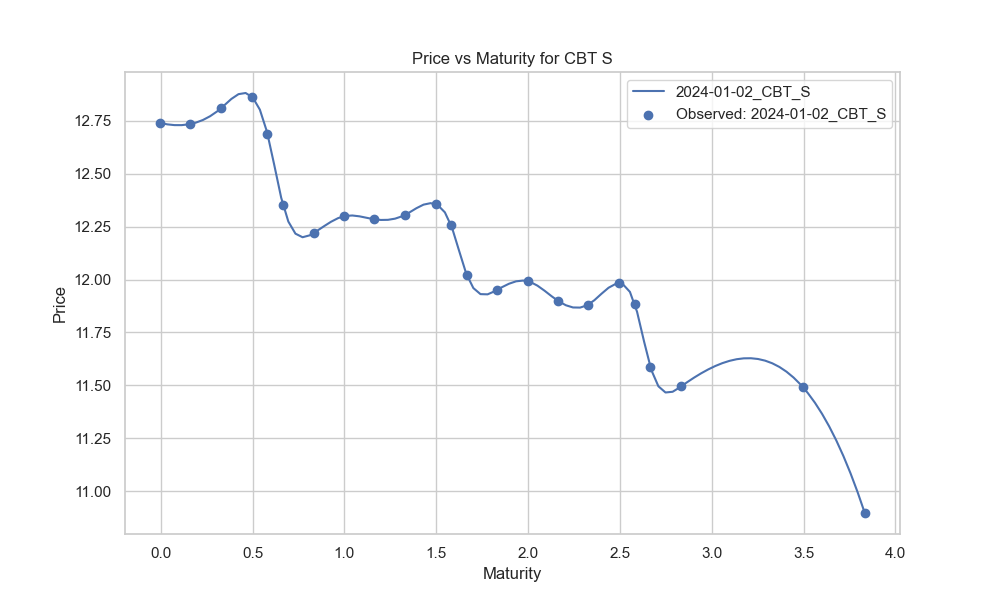 Price vs Maturity for CBT S
2024-01-02_CBT_S
Observed: 2024-01-02_CBT_S
12.75
12.50
12.25
12.00
11.75
11.50
11.25
11.00
Price
0.0 0.5 1.0 1.5 2.0 2.5 3.0 3.5 4.0
Maturity